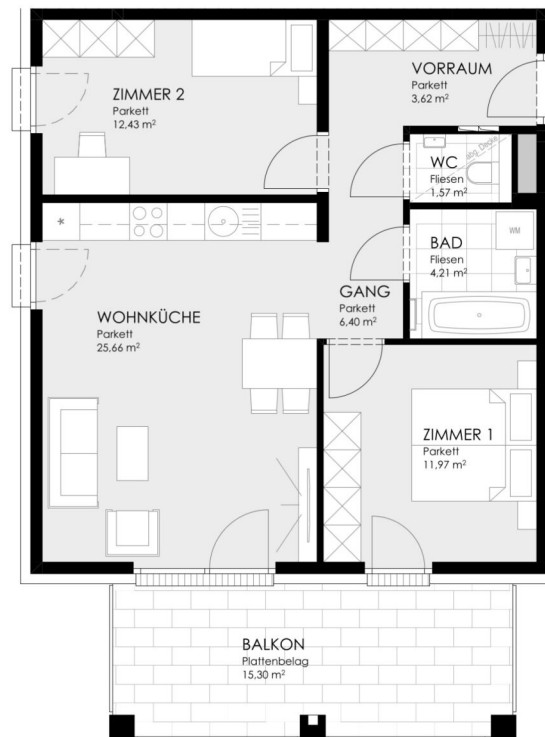 ZIMMER 2
Parkett
12,43 m²
VORRAUM
Parkett
3,62 m²
WC
Fliesen
1,57 m²
abg. Decke
BAD
Fliesen
4,21 m²
WM
GANG
Parkett
6,40 m²
*
WOHNKÜCHE
Parkett
25,66 m²
ZIMMER 1
Parkett
11,97 m²
BALKON
Plattenbelag
15,30 m²